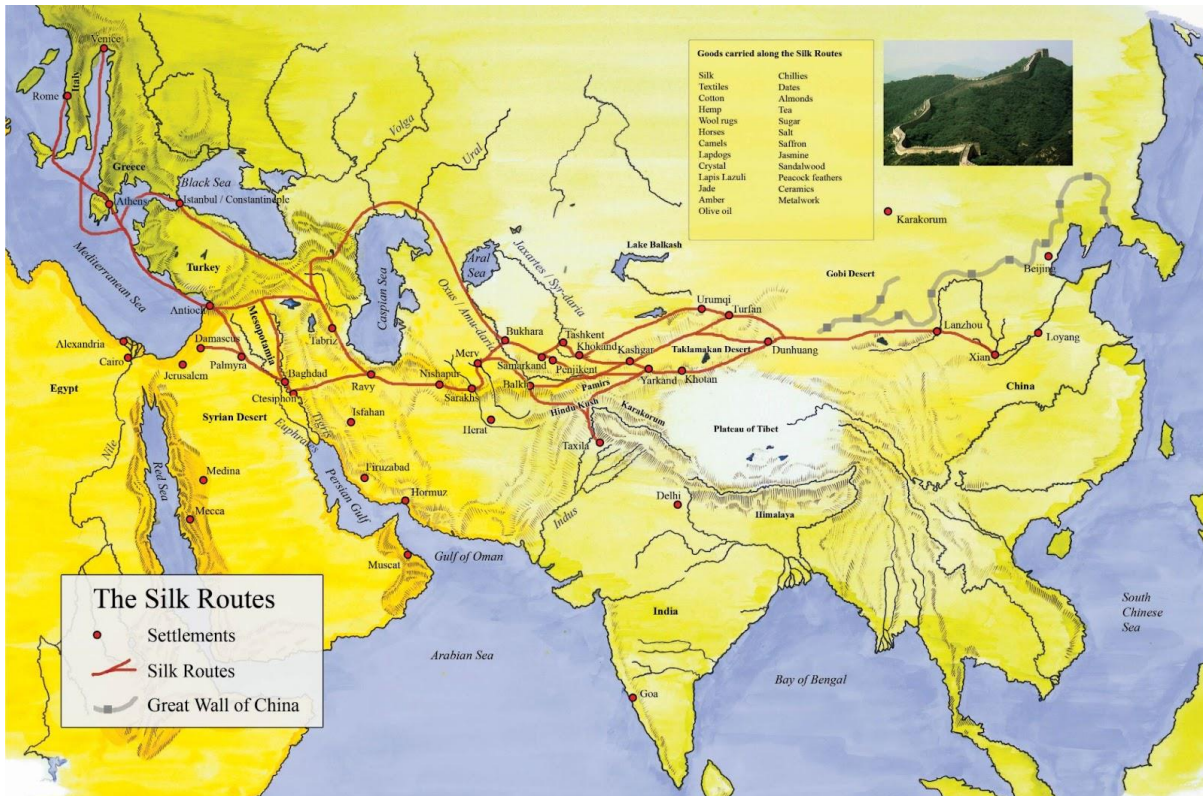 Venice
Italy
Rome
Greece
Athens
Black Sea
Istanbul / Constantineple
Volga
Ural
Mediterranean Sea
Turkey
Antioch
Mesopotamia
Tabriz
Caspian Sea
Aral
Sea
Oxus / Amu-daria
Jaxartes / Syr-daria
Lake Balkash
Goods carried along the Silk Routes
Silk
Textiles
Cotton
Hemp
Wool rugs
Horses
Camels
Lapdogs
Crystal
Lapis Lazuli
Jade
Amber
Olive oil
Chillies
Dates
Almonds
Tea
Sugar
Salt
Saffron
Jasmine
Sandalwood
Peacock feathers
Ceramics
Metalwork
Karakorum
Gobi Desert
Beijing
Urumqi
Turfan
Lanzhou
Loyang
Xian
China
Dunhuang
Taklamakan Desert
Bukhara
Tashkent
Khokand
Kashgar
Samarkand
Penjikent
Merv
Balkh
Pamirs
Yarkand
Khotan
Nishapur
Sarakhs
Ravy
Herat
Hindu Kush
Karakorum
Taxila
Plateau of Tibet
Alexandria
Cairo
Damascus
Jerusalem
Palmyra
Baghdad
Ctesiphon
Egypt
Syrian Desert
Euphrates
Tigris
Isfahan
Nile
Red Sea
Medina
Mecca
Persian Gulf
Firuzabad
Hormuz
Muscat
Gulf of Oman
Indus
Delhi
Himalaya
India
Arabian Sea
Goa
Bay of Bengal
South
Chinese
Sea
The Silk Routes
Settlements
Silk Routes
Great Wall of China